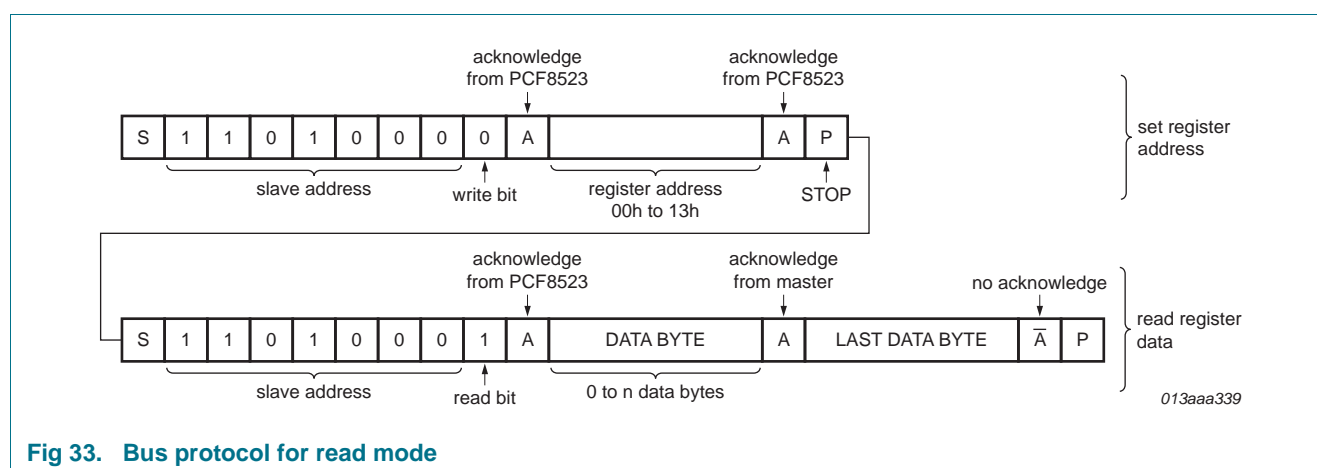 acknowledge
from PCF8523
acknowledge
from PCF8523
S 1 1 0 1 0 0 0 0 A A P
set register
address
slave address
write bit
register address
00h to 13h
STOP
acknowledge
from PCF8523
acknowledge
from master
no acknowledge
S 1 1 0 1 0 0 0 1 A DATA BYTE A LAST DATA BYTE A̅ P
read register
data
slave address
read bit
0 to n data bytes
013aaa339
Fig 33. Bus protocol for read mode